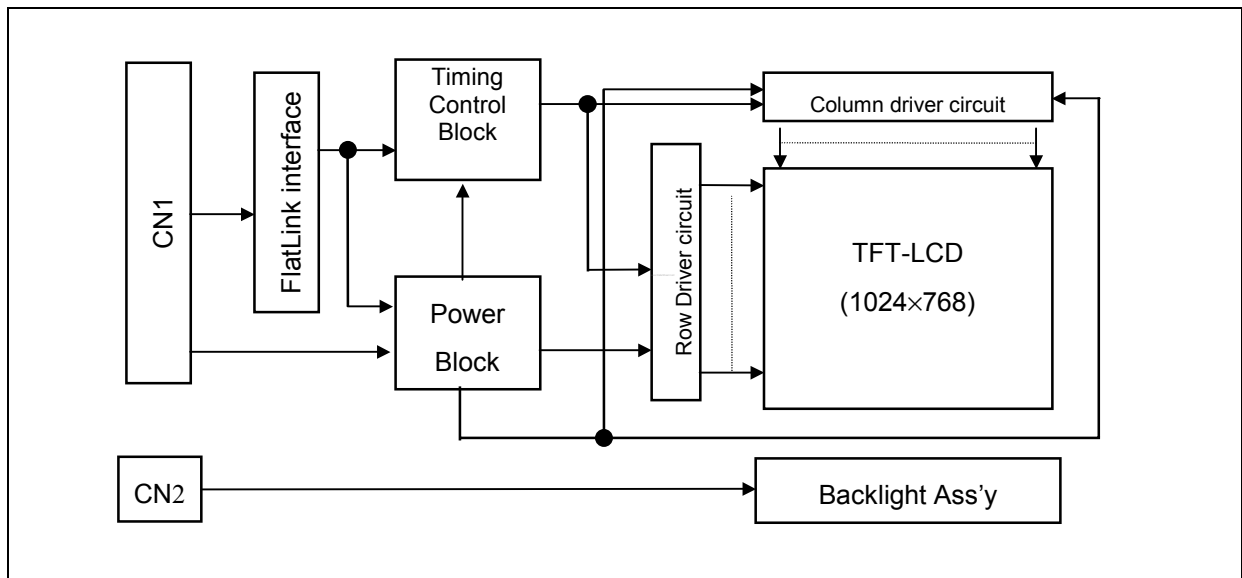 CN1
FlatLink interface
Timing
Control
Block
Power
Block
Row Driver circuit
Column driver circuit
TFT-LCD
(1024×768)
CN2
Backlight Ass’y